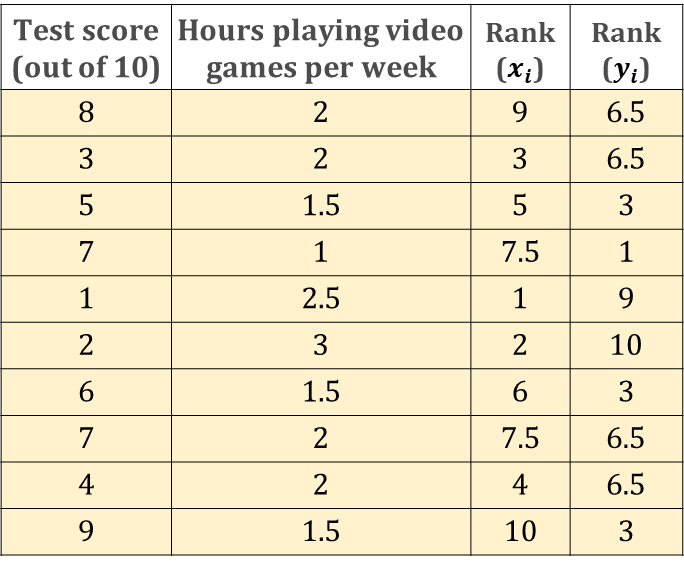 Test score Hours playing video Rank Rank
(out of 10) games per week (xᵢ) (yᵢ)
8 2 9 6.5
3 2 3 6.5
5 1.5 5 3
7 1 7.5 1
1 2.5 1 9
2 3 2 10
6 1.5 6 3
7 2 7.5 6.5
4 2 4 6.5
9 1.5 10 3